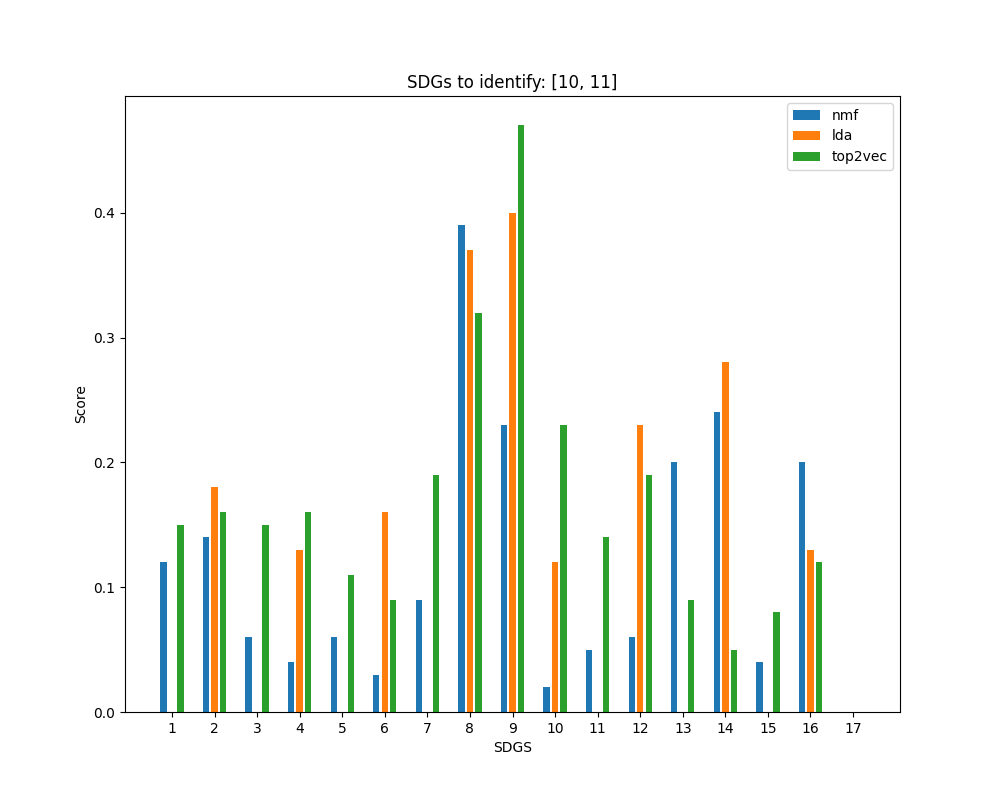 SDGs to identify: [10, 11]
nmf
lda
top2vec
0.4
0.3
0.2
0.1
0.0
Score
1 2 3 4 5 6 7 8 9 10 11 12 13 14 15 16 17
SDGS